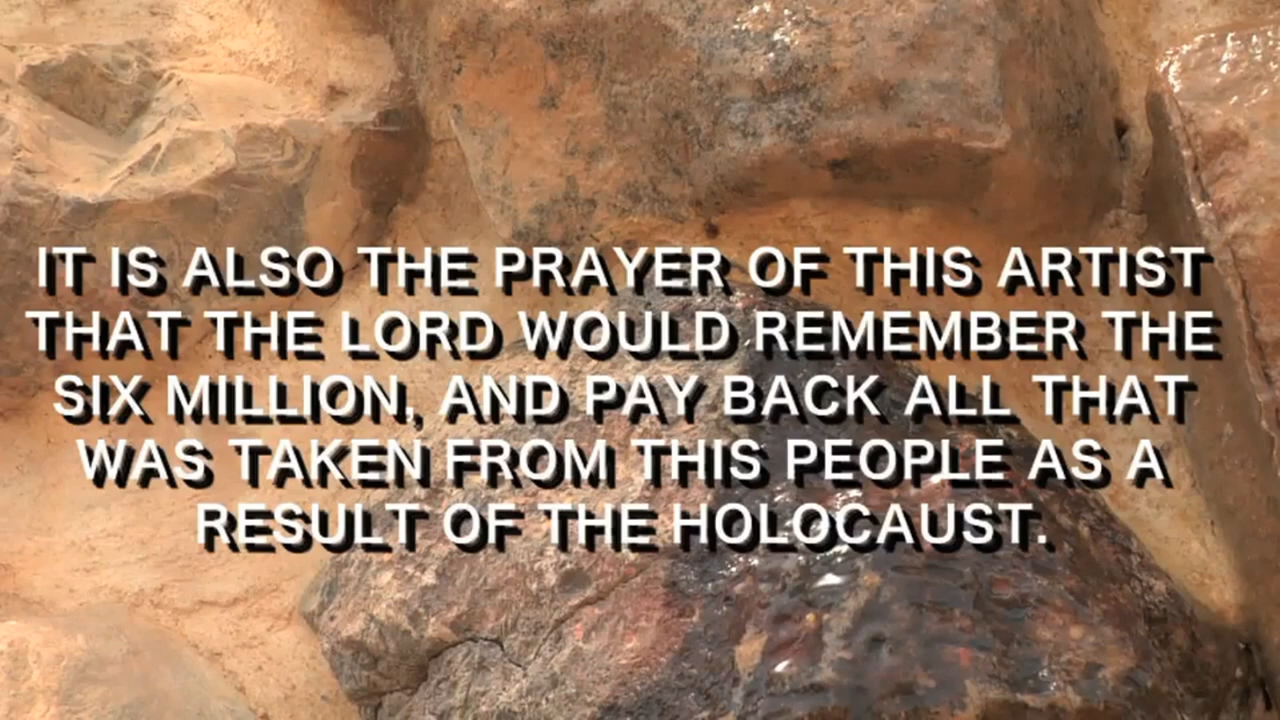 IT IS ALSO THE PRAYER OF THIS ARTIST
THAT THE LORD WOULD REMEMBER THE
SIX MILLION, AND PAY BACK ALL THAT
WAS TAKEN FROM THIS PEOPLE AS A
RESULT OF THE HOLOCAUST.